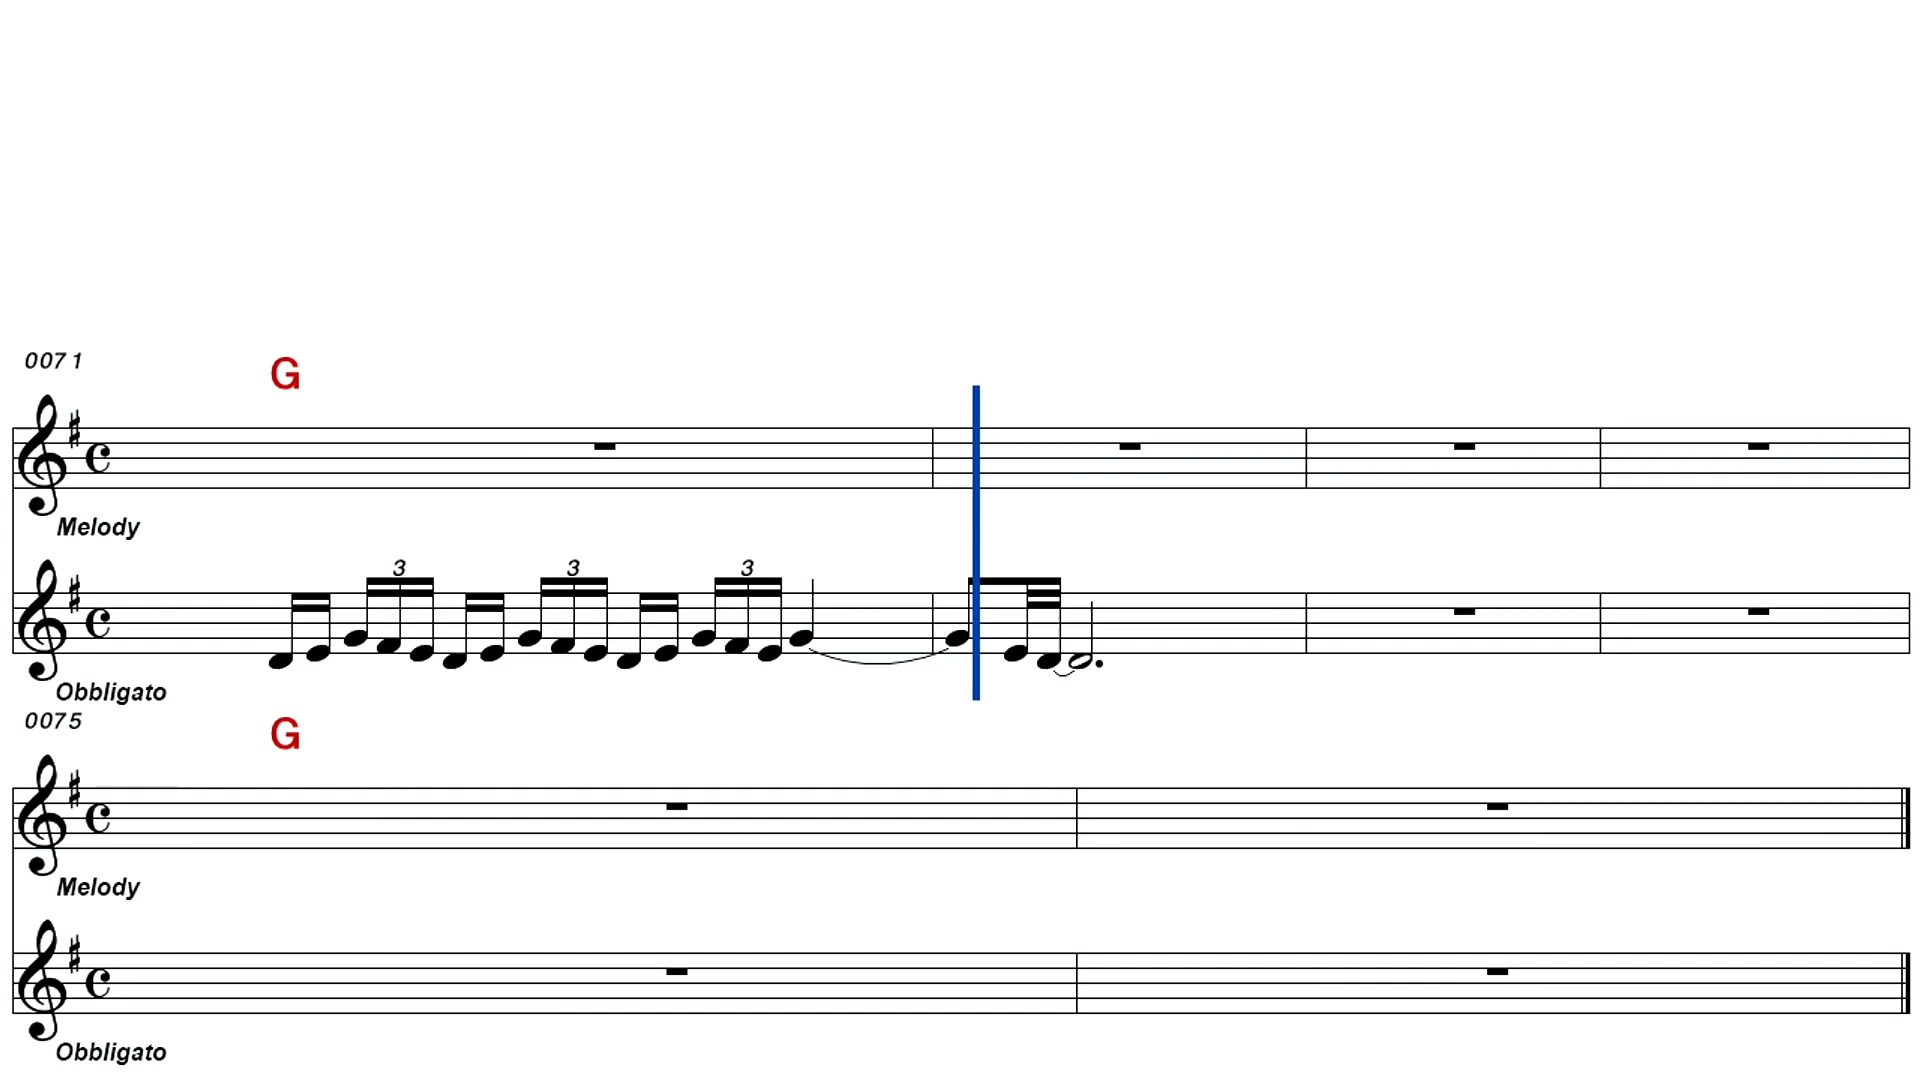 0071
G
Melody
3 3 3
Obbligato
0075
G
Melody
Obbligato